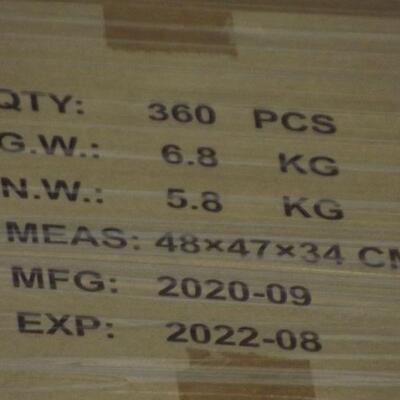 QTY: 360 PCS
G.W.: 6.8 KG
N.W.: 5.8 KG
MEAS: 48×47×34 CM
MFG: 2020-09
EXP: 2022-08